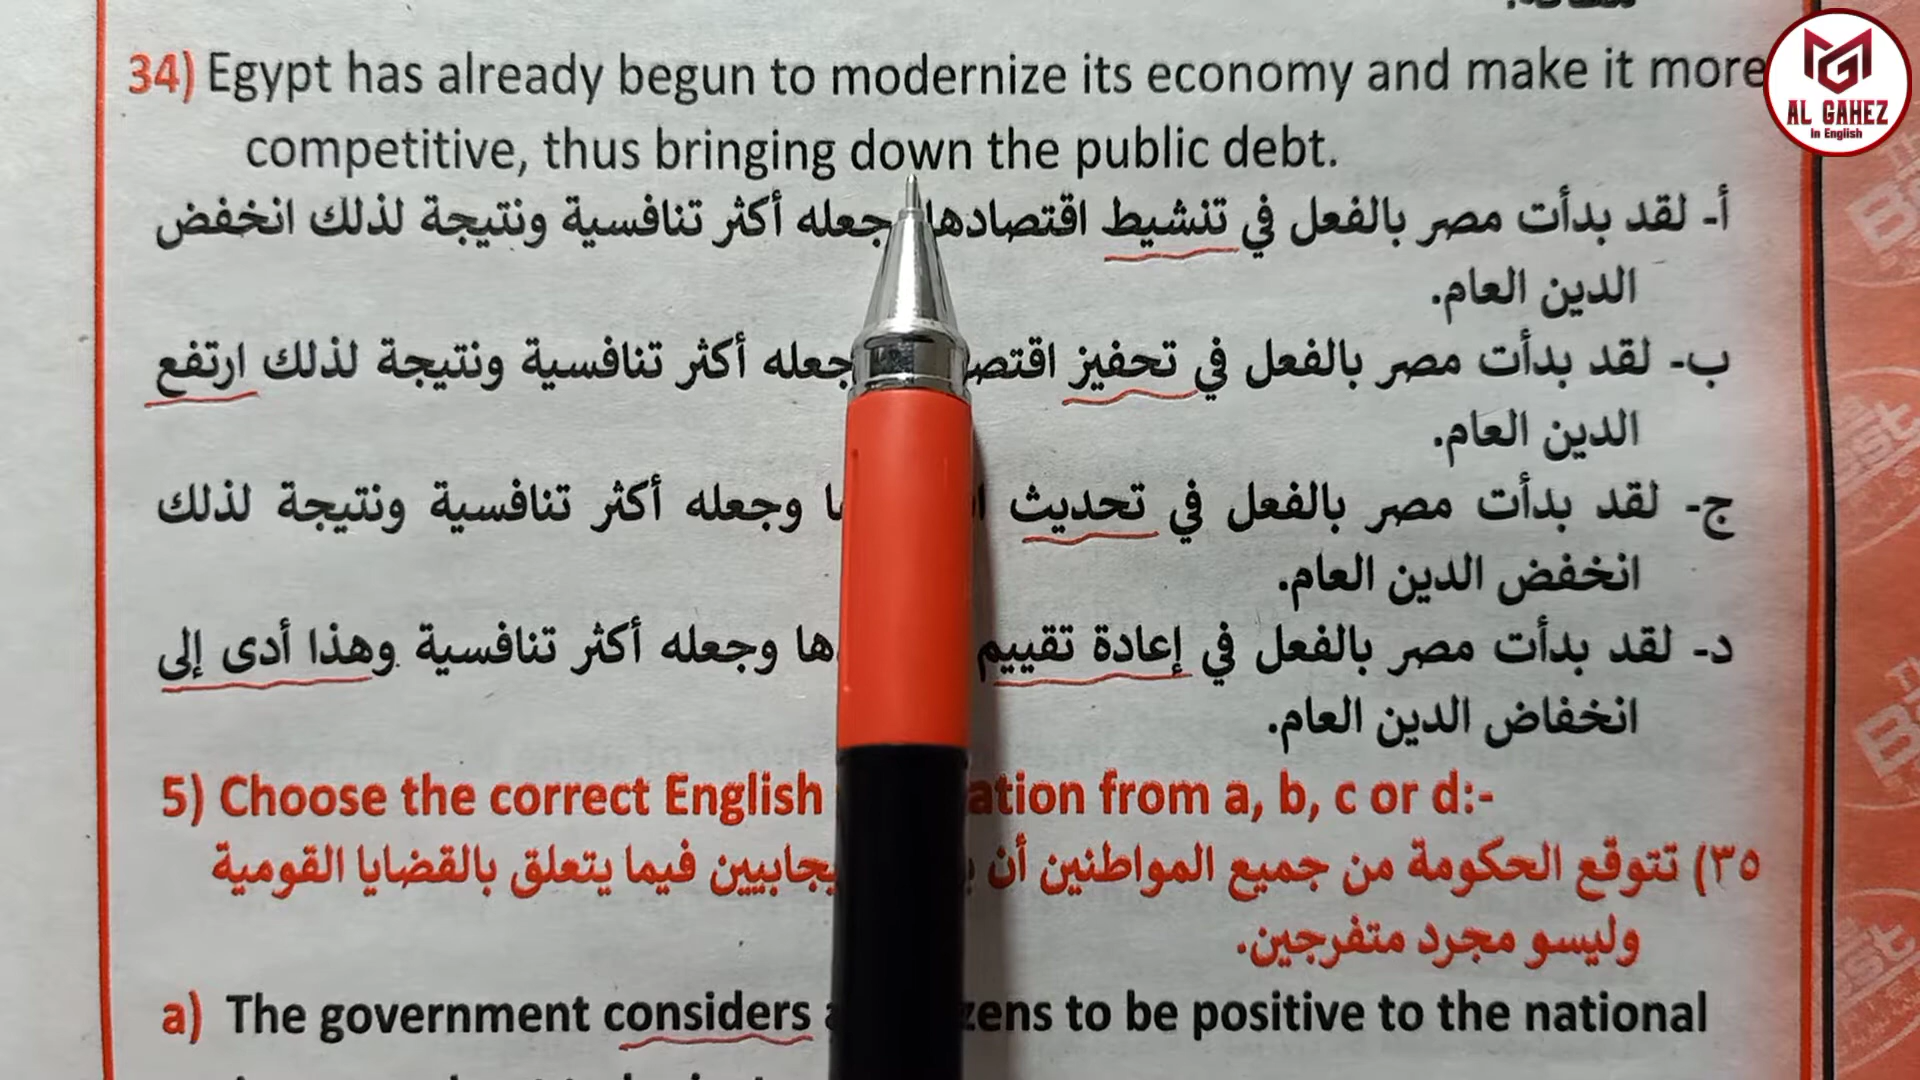 34) Egypt has already begun to modernize its economy and make it more
competitive, thus bringing down the public debt.
أ- لقد بدأت مصر بالفعل في تنشيط اقتصادها جعله أكثر تنافسية ونتيجة لذلك انخفض
الدين العام.
ب- لقد بدأت مصر بالفعل في تحفيز جعله أكثر تنافسية ونتيجة لذلك ارتفع
الدين العام.
ج- لقد بدأت مصر بالفعل في تحديث وجعله أكثر تنافسية ونتيجة لذلك
انخفض الدين العام.
د- لقد بدأت مصر بالفعل في إعادة تقييم وجعله أكثر تنافسية وهذا أدى إلى
انخفاض الدين العام.
5) Choose the correct English from a, b, c or d:-
٣٥) تتوقع الحكومة من جميع المواطنين أن فيما يتعلق بالقضايا القومية
وليسو مجرد متفرجين.
a) The government considers to be positive to the national
AL GAHEZ
in English